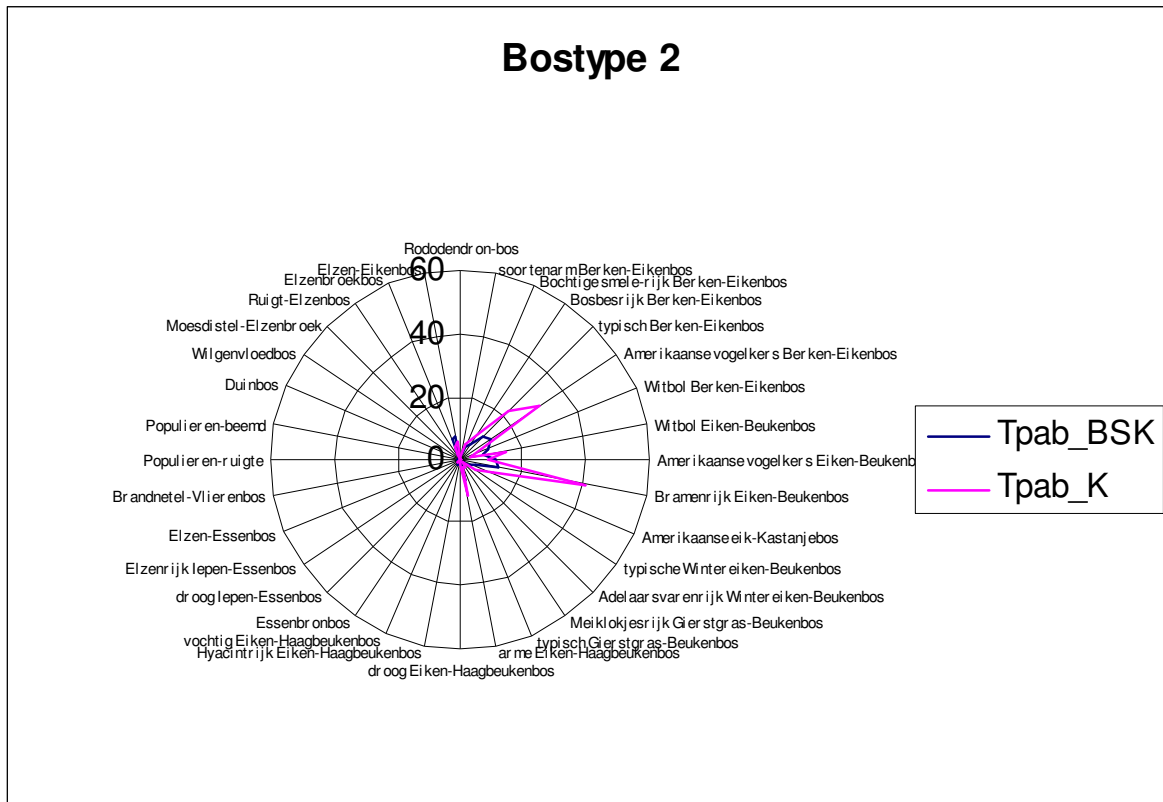 Bostype 2
Rododendron-bos
soortenarm Berken-Eikenbos
Bochtige smele-rijk Berken-Eikenbos
Bosbesrijk Berken-Eikenbos
typisch Berken-Eikenbos
Amerikaanse vogelkers Berken-Eikenbos
Witbol Berken-Eikenbos
Witbol Eiken-Beukenbos
Amerikaanse vogelkers Eiken-Beukenb
Bramenrijk Eiken-Beukenbos
Amerikaanse eik-Kastanjebos
typische Wintereiken-Beukenbos
Adelaarsvarenrijk Wintereiken-Beukenbos
Meiklokjesrijk Gierstgras-Beukenbos
typisch Gierstgras-Beukenbos
arme Eiken-Haagbeukenbos
droog Eiken-Haagbeukenbos
Hyacintrijk Eiken-Haagbeukenbos
vochtig Eiken-Haagbeukenbos
Essenbronbos
droog Iepen-Essenbos
Elzenrijk Iepen-Essenbos
Elzen-Essenbos
Brandnetel-Vlierenbos
Populieren-ruigte
Populieren-beemd
Duinbos
Wilgenvloedbos
Moesdistel-Elzenbroek
Ruigt-Elzenbos
Elzenbroekbos
Elzen-Eikenbos
60
40
20
0
Tpab_BSK
Tpab_K